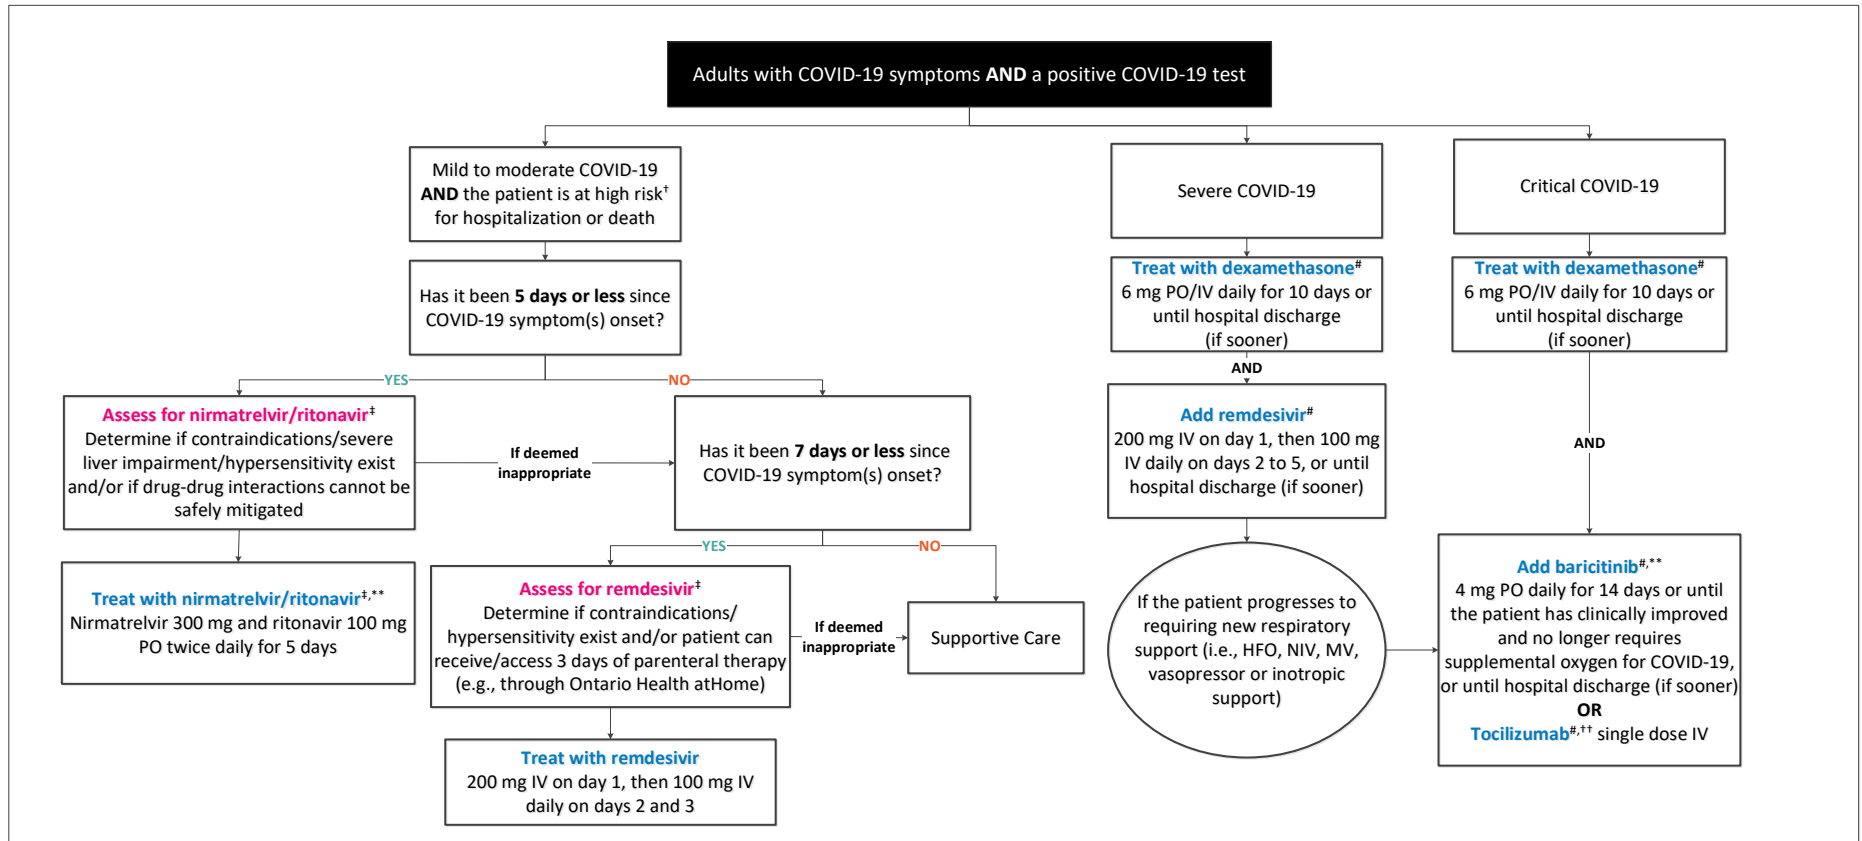 Adults with COVID-19 symptoms AND a positive COVID-19 test
Mild to moderate COVID-19
AND the patient is at high risk†
for hospitalization or death
Has it been 5 days or less since
COVID-19 symptom(s) onset?
YES
NO
Assess for nirmatrelvir/ritonavir‡
Determine if contraindications/severe
liver impairment/hypersensitivity exist
and/or if drug-drug interactions cannot be
safely mitigated
If deemed
inappropriate
Has it been 7 days or less since
COVID-19 symptom(s) onset?
Treat with nirmatrelvir/ritonavir‡,**
Nirmatrelvir 300 mg and ritonavir 100 mg
PO twice daily for 5 days
YES
NO
Assess for remdesivir‡
Determine if contraindications/
hypersensitivity exist and/or patient can
receive/access 3 days of parenteral therapy
(e.g., through Ontario Health atHome)
If deemed
inappropriate
Supportive Care
Treat with remdesivir
200 mg IV on day 1, then 100 mg IV
daily on days 2 and 3
Severe COVID-19
Treat with dexamethasone#
6 mg PO/IV daily for 10 days or
until hospital discharge
(if sooner)
AND
Add remdesivir#
200 mg IV on day 1, then 100 mg
IV daily on days 2 to 5, or until
hospital discharge (if sooner)
If the patient progresses to
requiring new respiratory
support (i.e., HFO, NIV, MV,
vasopressor or inotropic
support)
Critical COVID-19
Treat with dexamethasone#
6 mg PO/IV daily for 10 days or
until hospital discharge
(if sooner)
AND
Add baricitinib#,**
4 mg PO daily for 14 days or until
the patient has clinically improved
and no longer requires
supplemental oxygen for COVID-19,
or until hospital discharge (if sooner)
OR
Tocilizumab#,†† single dose IV